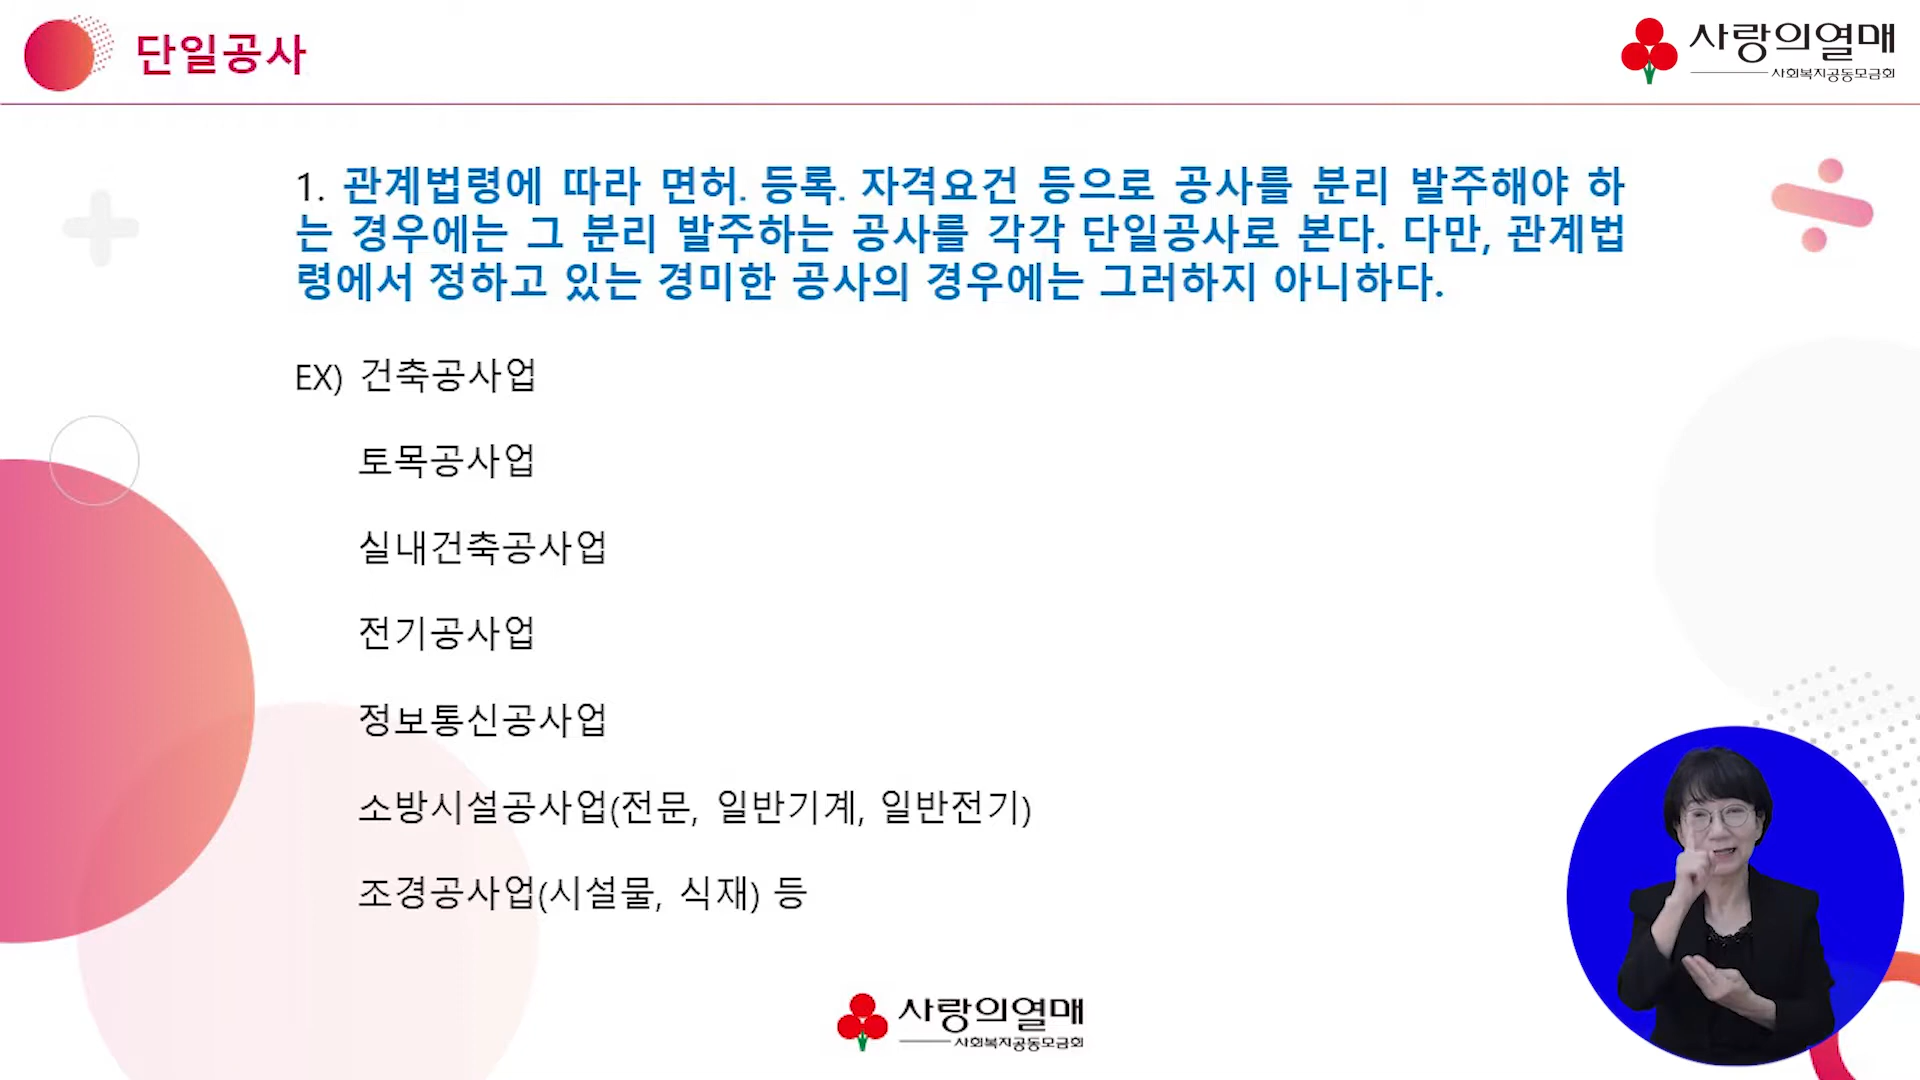 단일공사
사랑의열매
사회복지공동모금회
1. 관계법령에 따라 면허. 등록. 자격요건 등으로 공사를 분리 발주해야 하
는 경우에는 그 분리 발주하는 공사를 각각 단일공사로 본다. 다만, 관계법
령에서 정하고 있는 경미한 공사의 경우에는 그러하지 아니하다.
EX) 건축공사업
토목공사업
실내건축공사업
전기공사업
정보통신공사업
소방시설공사업(전문, 일반기계, 일반전기)
조경공사업(시설물, 식재) 등
사랑의열매
사회복지공동모금회